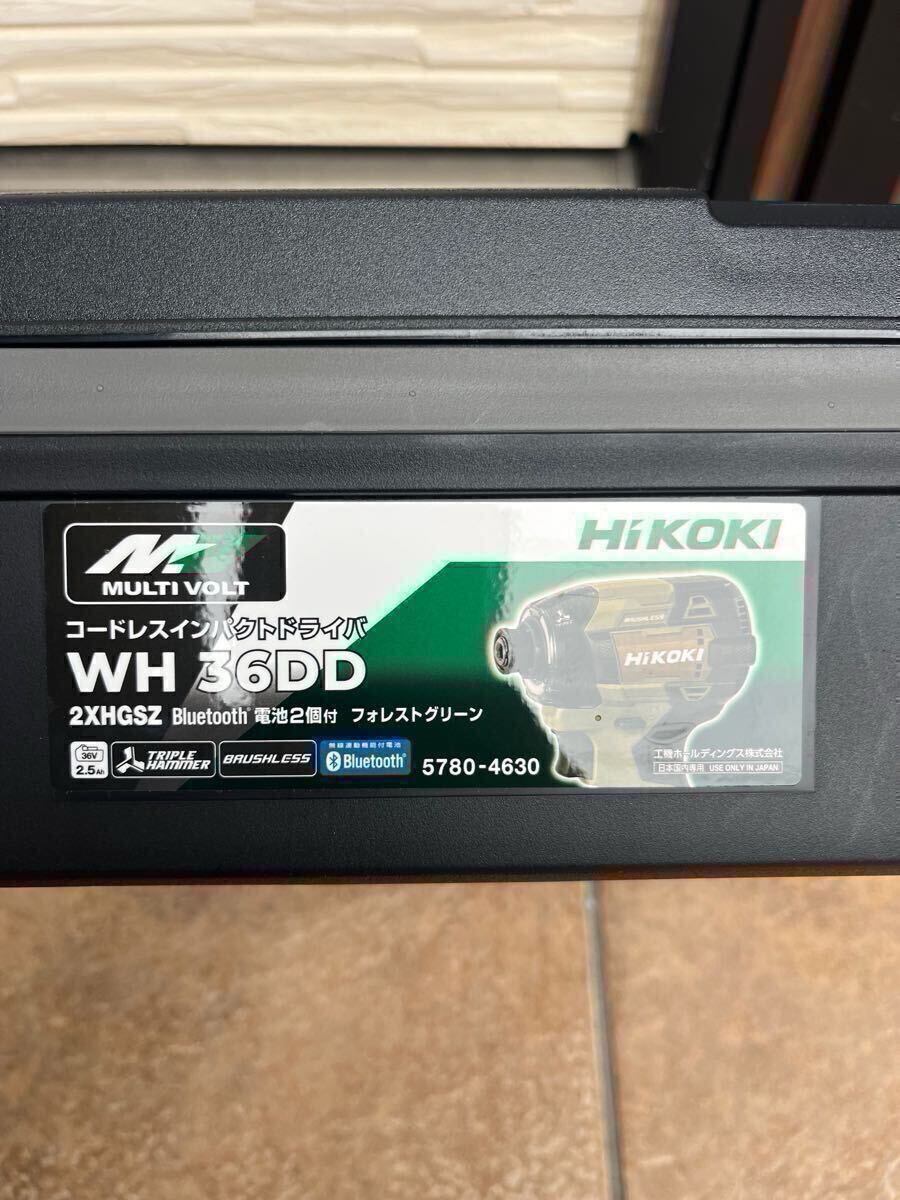 HiKOKI
MULTI VOLT
コードレスインパクトドライバ
WH 36DD
2XHGSZ Bluetooth® 電池2個付 フォレストグリーン
36V
2.5Ah
TRIPLE HAMMER
BRUSHLESS
無線連動機能付電池
Bluetooth®
5780-4630
BRUSHLESS
HiKOKI
工機ホールディングス株式会社
日本国内専用 USE ONLY IN JAPAN